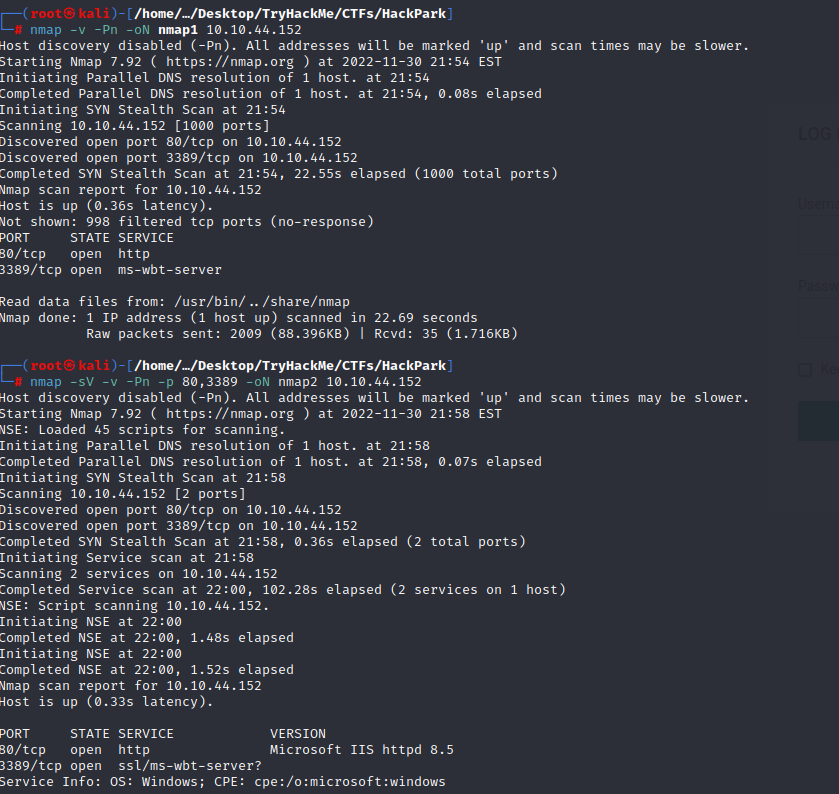 ┌──(root㉿kali)-[/home/…/Desktop/TryHackMe/CTFs/HackPark]
└─# nmap -v -Pn -oN nmap1 10.10.44.152
Host discovery disabled (-Pn). All addresses will be marked 'up' and scan times may be slower.
Starting Nmap 7.92 ( https://nmap.org ) at 2022-11-30 21:54 EST
Initiating Parallel DNS resolution of 1 host. at 21:54
Completed Parallel DNS resolution of 1 host. at 21:54, 0.08s elapsed
Initiating SYN Stealth Scan at 21:54
Scanning 10.10.44.152 [1000 ports]
Discovered open port 80/tcp on 10.10.44.152
Discovered open port 3389/tcp on 10.10.44.152
Completed SYN Stealth Scan at 21:54, 22.55s elapsed (1000 total ports)
Nmap scan report for 10.10.44.152
Host is up (0.36s latency).
Not shown: 998 filtered tcp ports (no-response)
PORT     STATE SERVICE
80/tcp   open  http
3389/tcp open  ms-wbt-server

Read data files from: /usr/bin/../share/nmap
Nmap done: 1 IP address (1 host up) scanned in 22.69 seconds
           Raw packets sent: 2009 (88.396KB) | Rcvd: 35 (1.716KB)

┌──(root㉿kali)-[/home/…/Desktop/TryHackMe/CTFs/HackPark]
└─# nmap -sV -v -Pn -p 80,3389 -oN nmap2 10.10.44.152
Host discovery disabled (-Pn). All addresses will be marked 'up' and scan times may be slower.
Starting Nmap 7.92 ( https://nmap.org ) at 2022-11-30 21:58 EST
NSE: Loaded 45 scripts for scanning.
Initiating Parallel DNS resolution of 1 host. at 21:58
Completed Parallel DNS resolution of 1 host. at 21:58, 0.07s elapsed
Initiating SYN Stealth Scan at 21:58
Scanning 10.10.44.152 [2 ports]
Discovered open port 80/tcp on 10.10.44.152
Discovered open port 3389/tcp on 10.10.44.152
Completed SYN Stealth Scan at 21:58, 0.36s elapsed (2 total ports)
Initiating Service scan at 21:58
Scanning 2 services on 10.10.44.152
Completed Service scan at 22:00, 102.28s elapsed (2 services on 1 host)
NSE: Script scanning 10.10.44.152.
Initiating NSE at 22:00
Completed NSE at 22:00, 1.48s elapsed
Initiating NSE at 22:00
Completed NSE at 22:00, 1.52s elapsed
Nmap scan report for 10.10.44.152
Host is up (0.33s latency).

PORT     STATE SERVICE            VERSION
80/tcp   open  http               Microsoft IIS httpd 8.5
3389/tcp open  ssl/ms-wbt-server?
Service Info: OS: Windows; CPE: cpe:/o:microsoft:windows
LOG